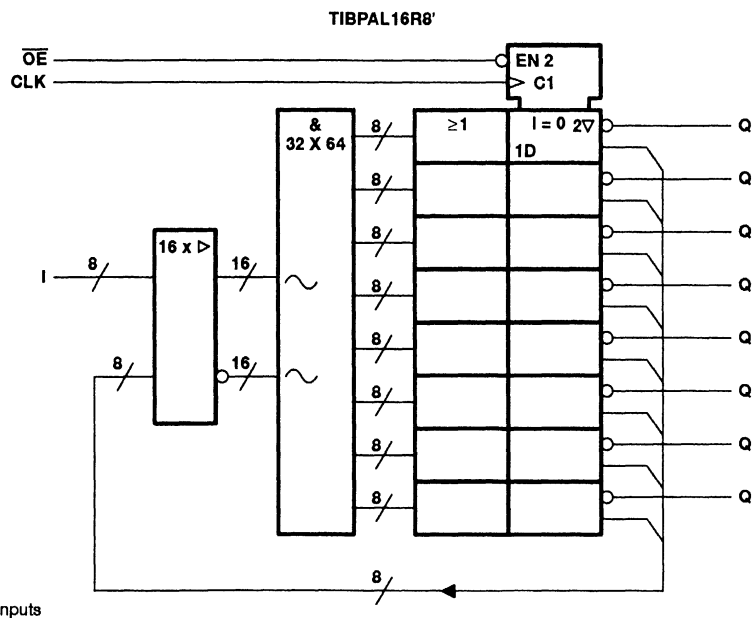 TIBPAL16R8'
OE
CLK
EN 2
C1
&
32 X 64
≥1
I = 0 2▽
1D
8
8
8
8
8
8
8
8
Q
Q
Q
Q
Q
Q
Q
Q
16 x ▷
I
8
16
8
16
8
nputs